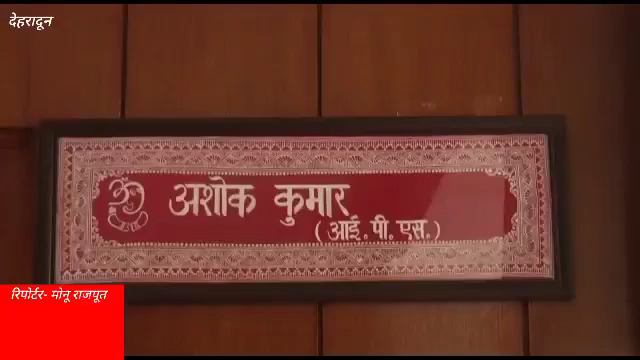 देहरादून
अशोक कुमार
(आई.पी.एस.)
रिपोर्टर- मोनू राजपूत